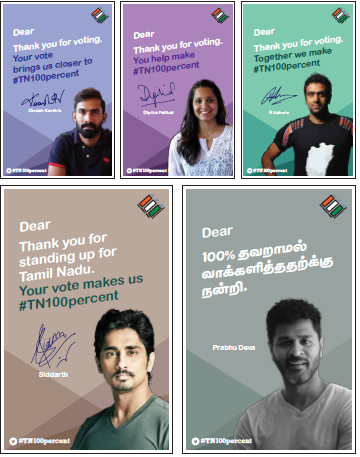 Dear
Thank you for voting.
Your vote
brings us closer to
#TN100percent
Dinesh Karthik
#TN100percent
Dear
Thank you for voting.
You help make
#TN100percent
Dipika Pallikal
#TN100percent
Dear
Thank you for voting.
Together we make
#TN100percent
R Ashwin
#TN100percent
Dear
Thank you for
standing up for
Tamil Nadu.
Your vote makes us
#TN100percent
Siddarth
#TN100percent
Dear
100% தவறாமல்
வாக்களித்ததற்க்கு
நன்றி.
Prabhu Deva
#TN100percent